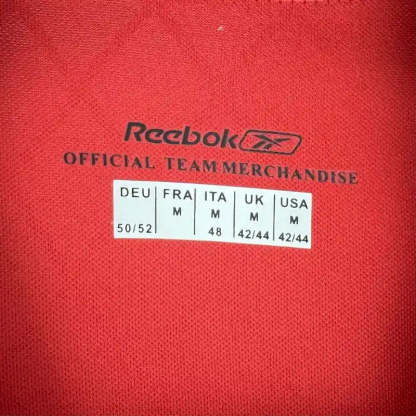 Reebok
OFFICIAL TEAM MERCHANDISE
DEU FRA ITA UK USA
M M M M
50/52 48 42/44 42/44